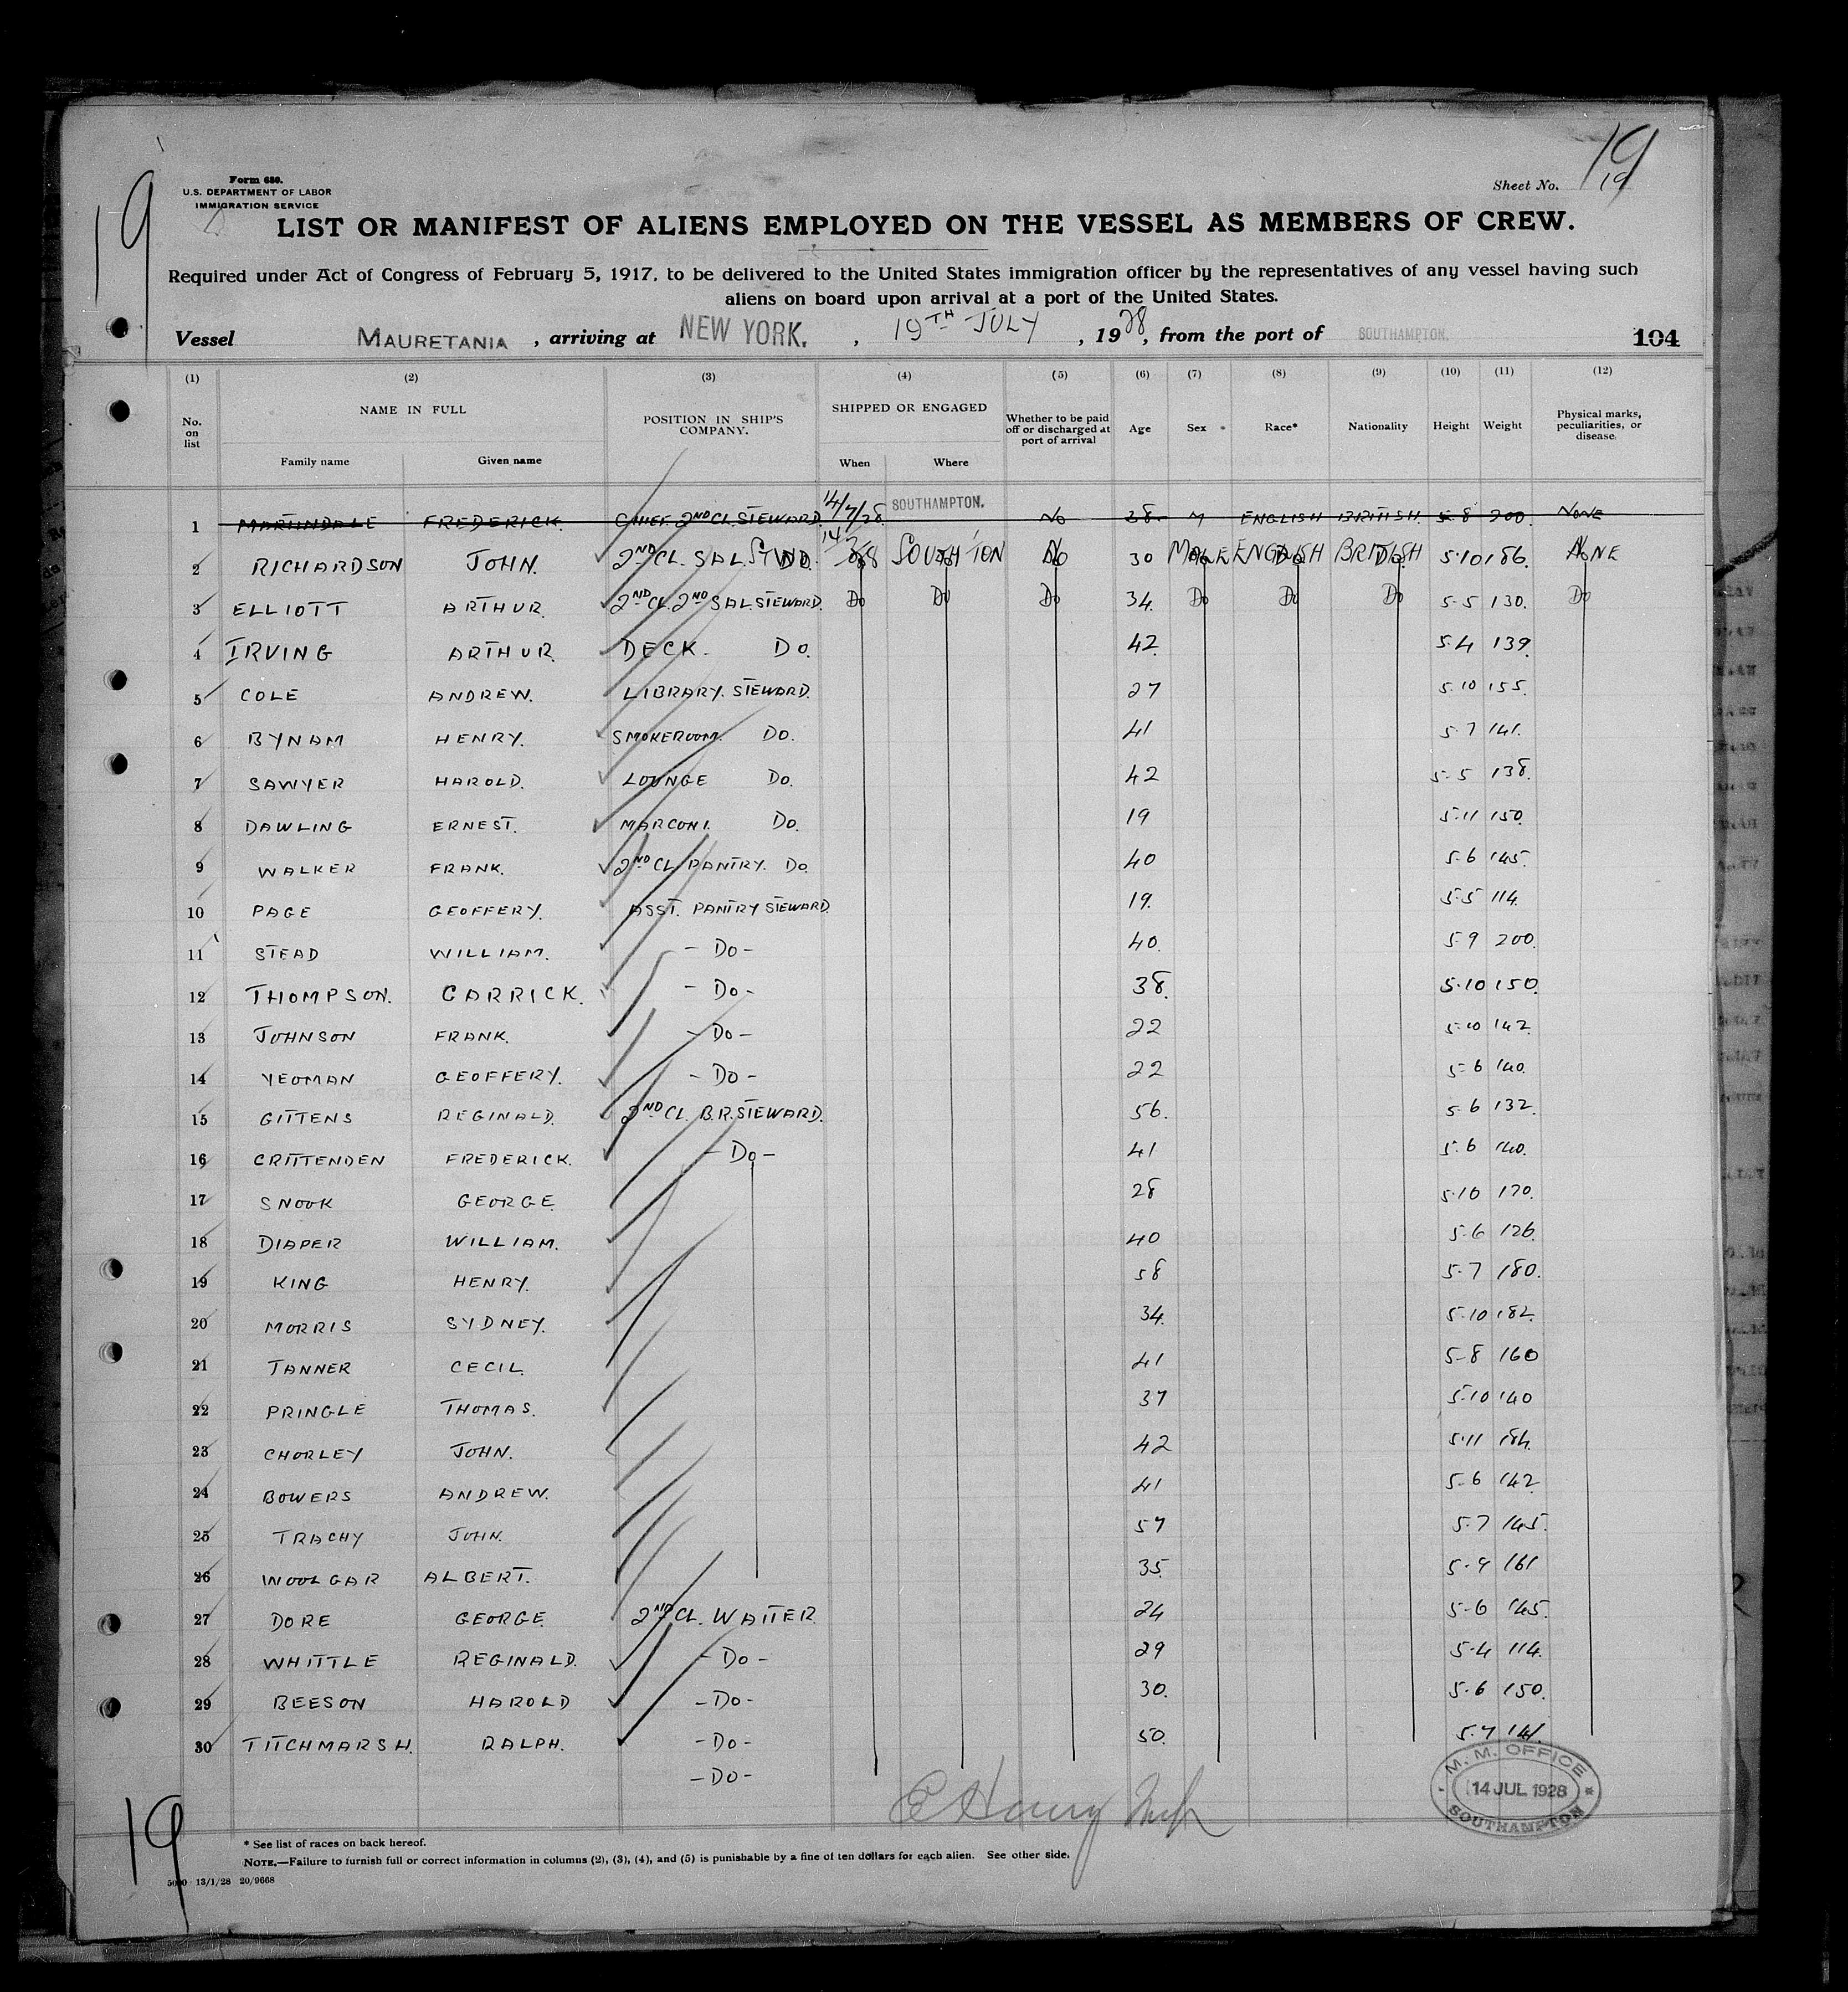 19
19
19
Form 680.
U.S. DEPARTMENT OF LABOR
IMMIGRATION SERVICE
Sheet No.
LIST OR MANIFEST OF ALIENS EMPLOYED ON THE VESSEL AS MEMBERS OF CREW.
Required under Act of Congress of February 5, 1917, to be delivered to the United States immigration officer by the representatives of any vessel having such
aliens on board upon arrival at a port of the United States.
Vessel MAURETANIA , arriving at NEW YORK. , 19TH JULY , 1928, from the port of SOUTHAMPTON. 104
(1) (2) (3) (4) (5) (6) (7) (8) (9) (10) (11) (12)
No. on list NAME IN FULL Family name Given name POSITION IN SHIP'S COMPANY. SHIPPED OR ENGAGED When Where Whether to be paid off or discharged at port of arrival Age Sex Race* Nationality Height Weight Physical marks, peculiarities, or disease.
1 MARTINDALE FREDERICK. CHIEF. 2ND CL. STEWARD. 14/7/28 SOUTHAMPTON. No 38. M ENGLISH BRITISH. 5-8 200. NONE
2 RICHARDSON JOHN. 2ND CL. SAL. STWD. SOUTH'TON No 30 MALE ENGLISH BRITISH 5-10 186. NONE
3 ELLIOTT ARTHUR. 2ND CL. 2ND SAL. STEWARD. Do Do Do 34. Do Do Do 5-5 130. Do
4 IRVING ARTHUR. DECK. Do. 42. 5-4 139.
5 COLE ANDREW. LIBRARY. STEWARD. 27 5-10 155.
6 BYNAM HENRY. SMOKEROOM. Do. 41 5-7 141.
7 SAWYER HAROLD. LOUNGE Do. 42 5-5 138.
8 DAWLING ERNEST. MARCONI. Do. 19 5-11 150.
9 WALKER FRANK. 2ND CL. PANTRY. Do. 40 5-6 145.
10 PAGE GEOFFERY. ASST. PANTRY STEWARD. 19. 5-5 114.
11 STEAD WILLIAM. - Do - 40. 5-9 200.
12 THOMPSON. CARRICK. - Do - 38. 5-10 150.
13 JOHNSON FRANK. - Do - 22 5-10 142.
14 YEOMAN GEOFFERY. - Do - 22 5-6 140.
15 GITTENS REGINALD. 2ND CL. B.R. STEWARD. 56. 5-6 132.
16 CRITTENDEN FREDERICK. - Do - 41 5-6 140.
17 SNOOK GEORGE. 28 5-10 170.
18 DIAPER WILLIAM. 40 5-6 126.
19 KING HENRY. 58 5-7 180.
20 MORRIS SYDNEY. 34. 5-10 182.
21 TANNER CECIL. 41 5-8 160
22 PRINGLE THOMAS. 37 5-10 140
23 CHORLEY JOHN. 42 5-11 184.
24 BOWERS ANDREW. 41 5-6 142
25 TRACHY JOHN. 57 5-7 145.
26 WOOLGAR ALBERT. 35. 5-9 161
27 DORE GEORGE. 2ND CL. WAITER 24 5-6 145.
28 WHITTLE REGINALD. - Do - 29 5-4 114.
29 BEESON HAROLD - Do - 30. 5-6 150.
30 TITCHMARSH. RALPH. - Do - 50. 5-7 141.
- Do -
M. M. OFFICE
14 JUL 1928
SOUTHAMPTON
19
* See list of races on back hereof.
NOTE.—Failure to furnish full or correct information in columns (2), (3), (4), and (5) is punishable by a fine of ten dollars for each alien. See other side.
5000 13/1/28 20/9668